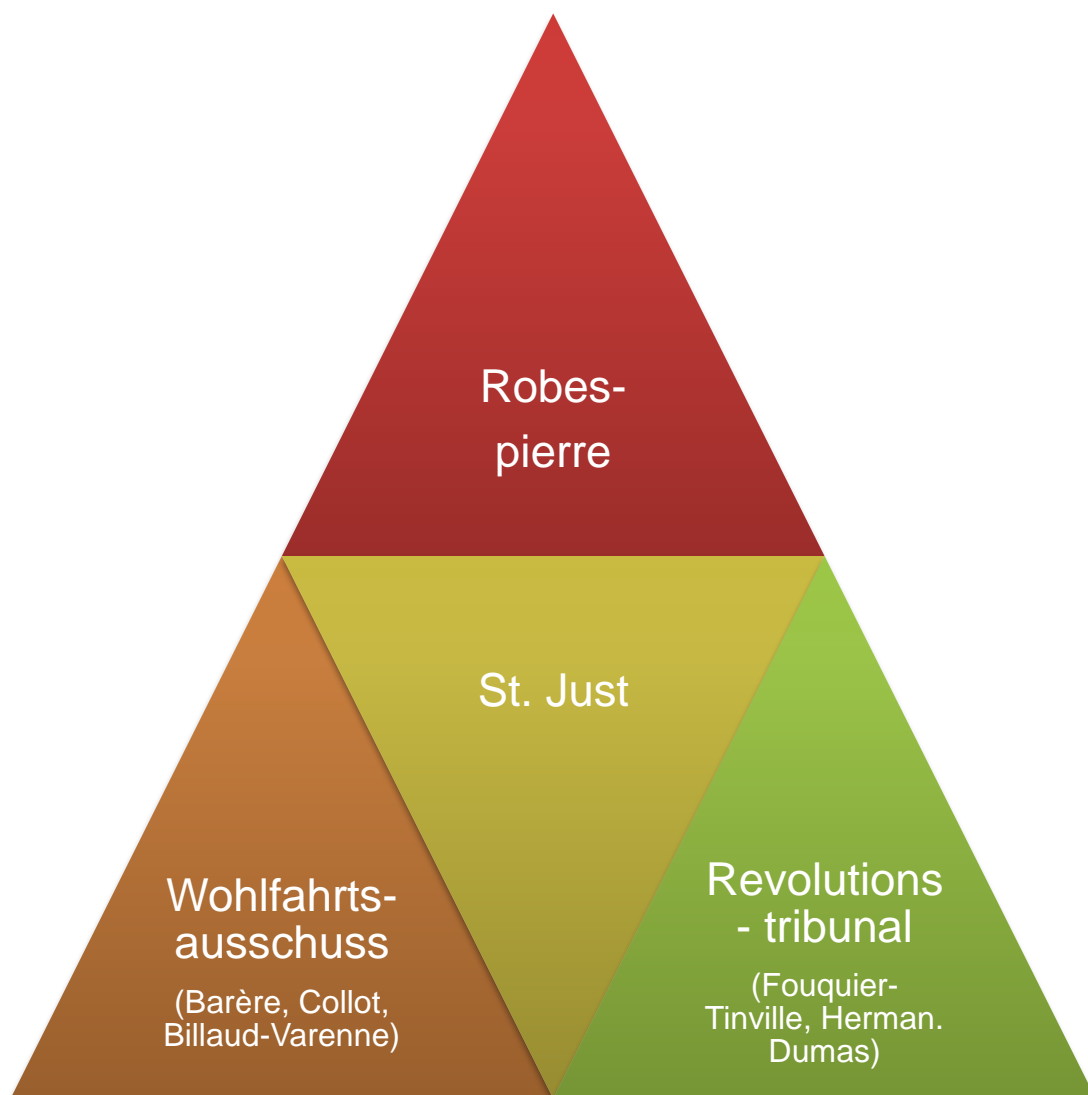 Robes-
pierre
St. Just
Wohlfahrts-
ausschuss
(Barère, Collot,
Billaud-Varenne)
Revolutions
- tribunal
(Fouquier-
Tinville, Herman.
Dumas)